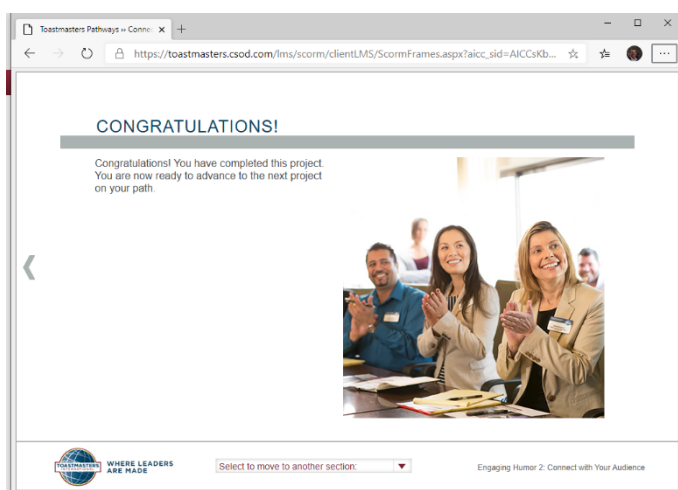 Toastmasters Pathways » Conne
https://toastmasters.csod.com/lms/scorm/clientLMS/ScormFrames.aspx?aicc_sid=AICCsKb...
CONGRATULATIONS!
Congratulations! You have completed this project.
You are now ready to advance to the next project
on your path.
TOASTMASTERS
WHERE LEADERS
ARE MADE
Select to move to another section:
Engaging Humor 2: Connect with Your Audience